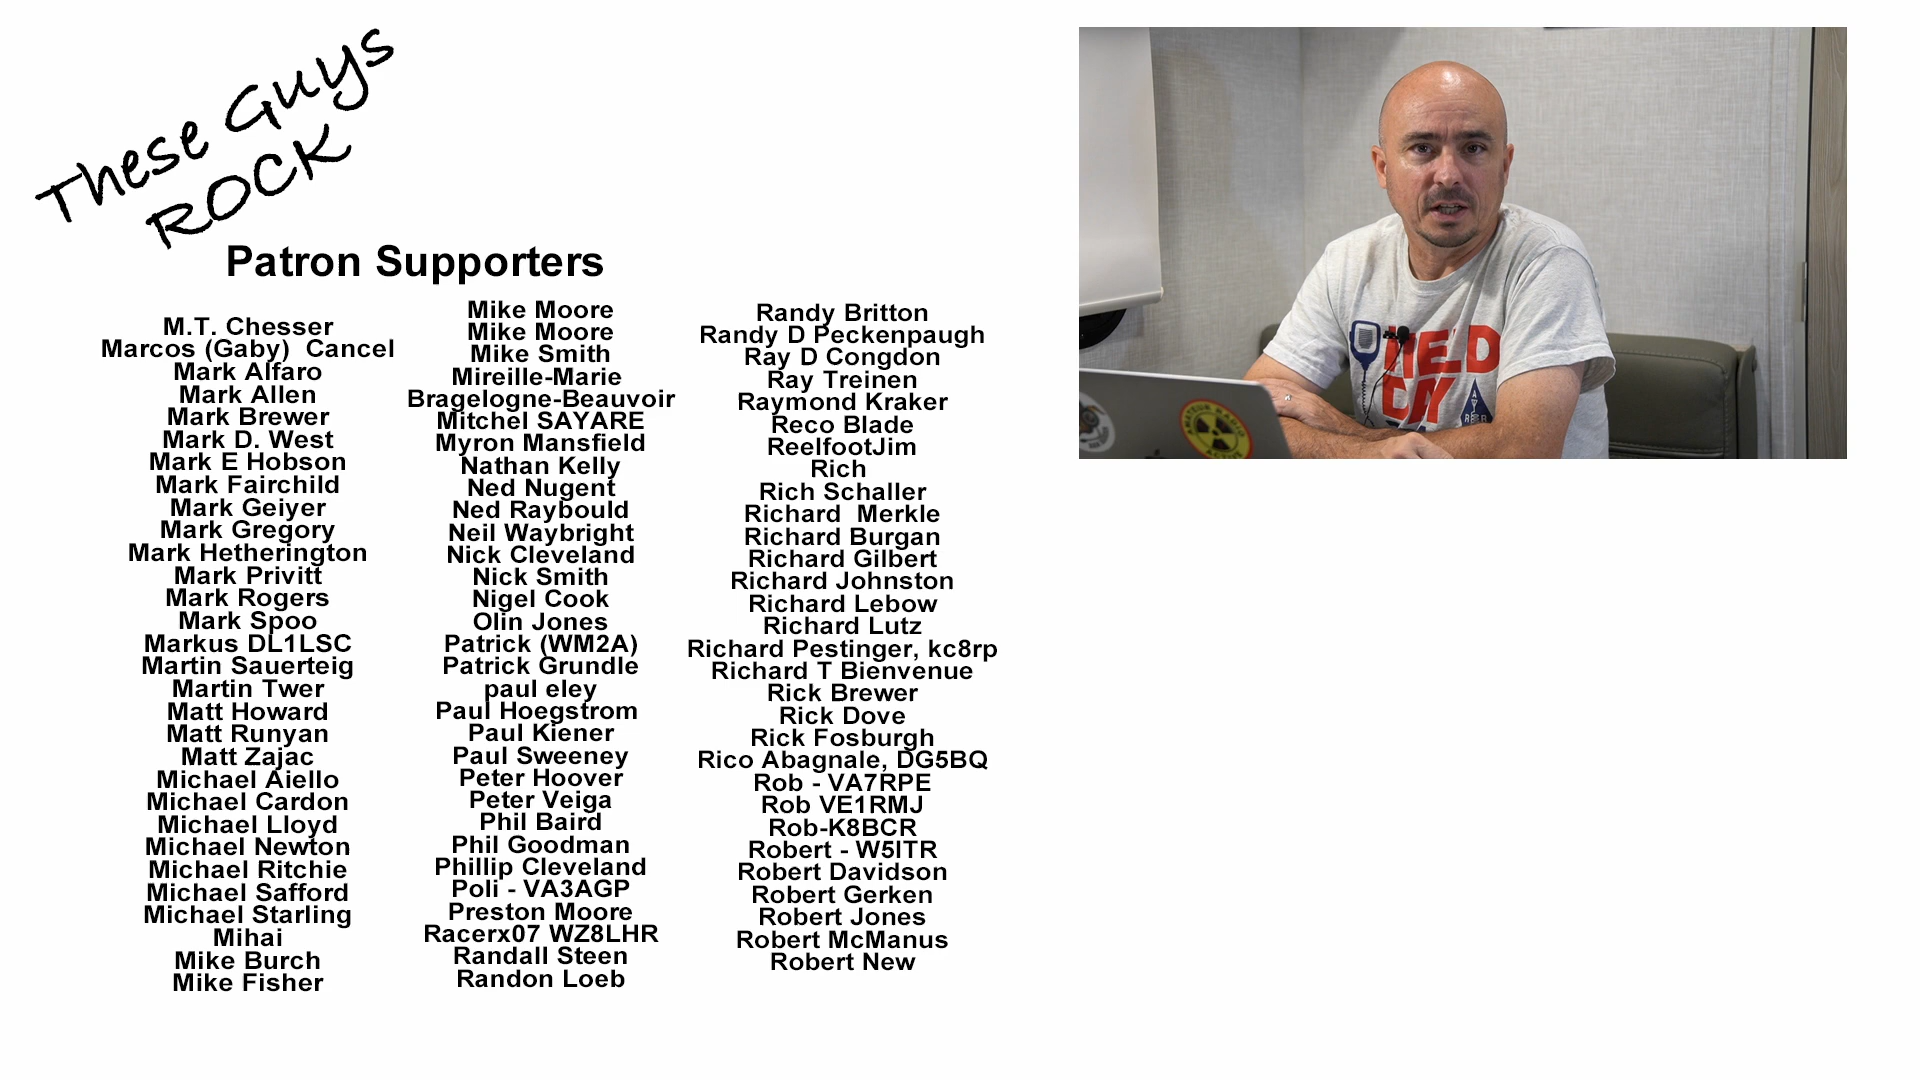 These Guys
ROCK
Patron Supporters
M.T. Chesser
Marcos (Gaby)  Cancel
Mark Alfaro
Mark Allen
Mark Brewer
Mark D. West
Mark E Hobson
Mark Fairchild
Mark Geiyer
Mark Gregory
Mark Hetherington
Mark Privitt
Mark Rogers
Mark Spoo
Markus DL1LSC
Martin Sauerteig
Martin Twer
Matt Howard
Matt Runyan
Matt Zajac
Michael Aiello
Michael Cardon
Michael Lloyd
Michael Newton
Michael Ritchie
Michael Safford
Michael Starling
Mihai
Mike Burch
Mike Fisher
Mike Moore
Mike Moore
Mike Smith
Mireille-Marie
Bragelogne-Beauvoir
Mitchel SAYARE
Myron Mansfield
Nathan Kelly
Ned Nugent
Ned Raybould
Neil Waybright
Nick Cleveland
Nick Smith
Nigel Cook
Olin Jones
Patrick (WM2A)
Patrick Grundle
paul eley
Paul Hoegstrom
Paul Kiener
Paul Sweeney
Peter Hoover
Peter Veiga
Phil Baird
Phil Goodman
Phillip Cleveland
Poli - VA3AGP
Preston Moore
Racerx07 WZ8LHR
Randall Steen
Randon Loeb
Randy Britton
Randy D Peckenpaugh
Ray D Congdon
Ray Treinen
Raymond Kraker
Reco Blade
ReelfootJim
Rich
Rich Schaller
Richard  Merkle
Richard Burgan
Richard Gilbert
Richard Johnston
Richard Lebow
Richard Lutz
Richard Pestinger, kc8rp
Richard T Bienvenue
Rick Brewer
Rick Dove
Rick Fosburgh
Rico Abagnale, DG5BQ
Rob - VA7RPE
Rob VE1RMJ
Rob-K8BCR
Robert - W5ITR
Robert Davidson
Robert Gerken
Robert Jones
Robert McManus
Robert New
AMATEUR RADIO
ACTIVE